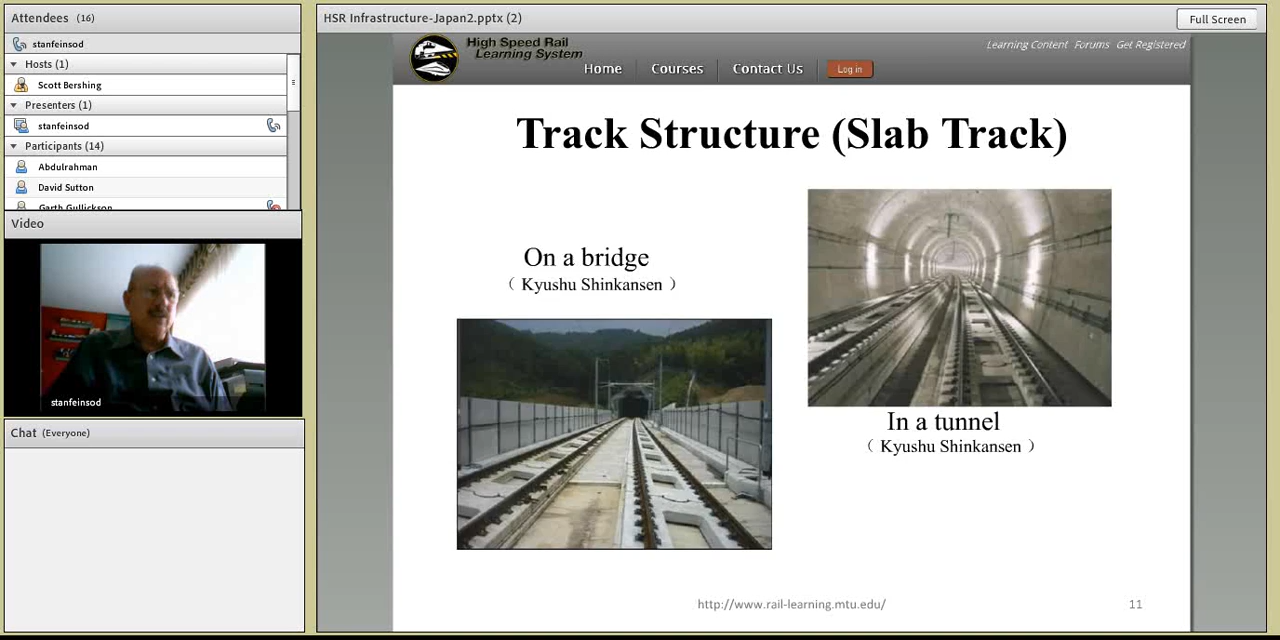 Attendees (16)
stanfeinsod
Hosts (1)
Scott Bershing
Presenters (1)
stanfeinsod
Participants (14)
Abdulrahman
David Sutton
Garth Gullickson
Video
stanfeinsod
Chat (Everyone)
HSR Infrastructure-Japan2.pptx (2)
Full Screen
High Speed Rail
Learning System
Learning Content Forums Get Registered
Home Courses Contact Us Log in
Track Structure (Slab Track)
On a bridge
（ Kyushu Shinkansen ）
In a tunnel
（ Kyushu Shinkansen ）
http://www.rail-learning.mtu.edu/
11